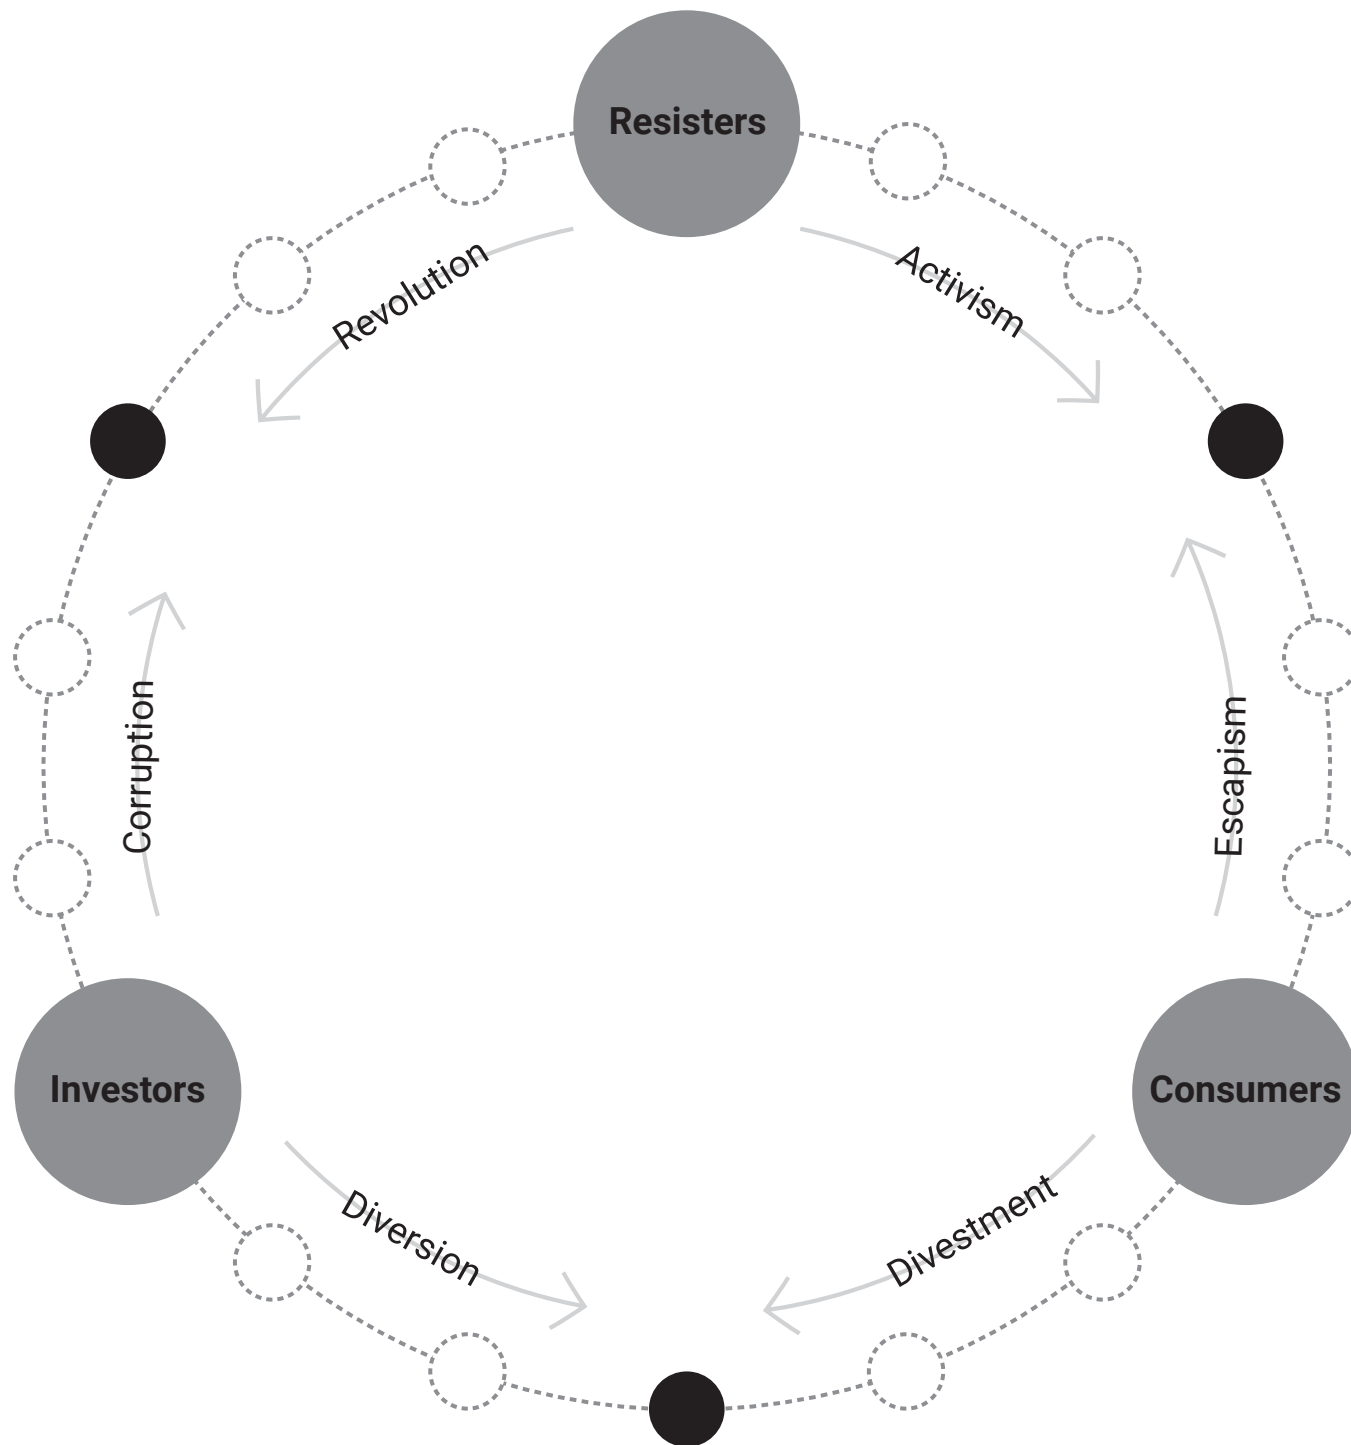 Resisters
Revolution
Activism
Corruption
Escapism
Investors
Consumers
Diversion
Divestment